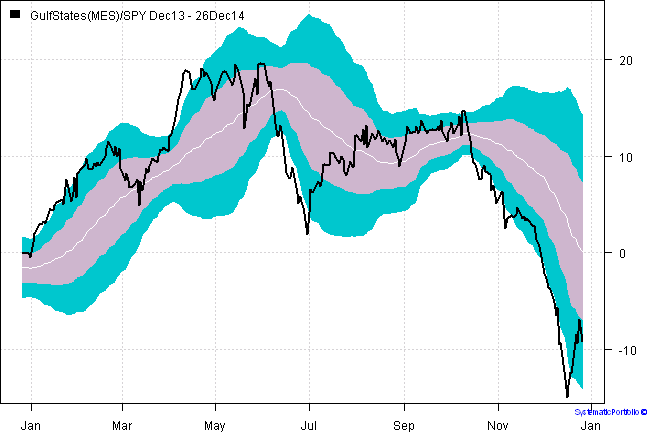 GulfStates(MES)/SPY Dec13 - 26Dec14
20
10
0
-10
SystematicPortfolio ©
Jan Mar May Jul Sep Nov Jan